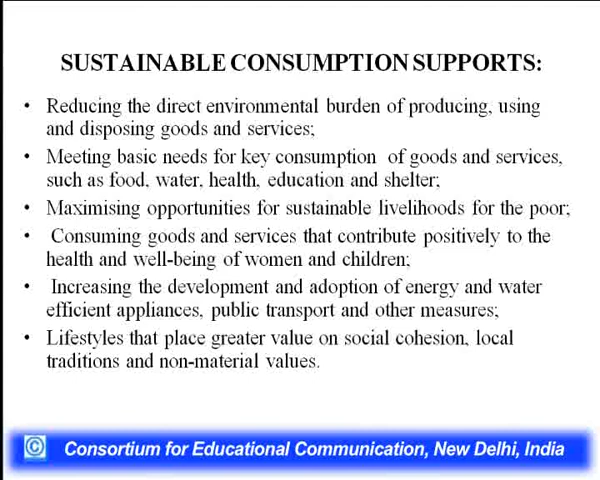 SUSTAINABLE CONSUMPTION SUPPORTS:
• Reducing the direct environmental burden of producing, using
and disposing goods and services;
• Meeting basic needs for key consumption of goods and services,
such as food, water, health, education and shelter;
• Maximising opportunities for sustainable livelihoods for the poor;
• Consuming goods and services that contribute positively to the
health and well-being of women and children;
• Increasing the development and adoption of energy and water
efficient appliances, public transport and other measures;
• Lifestyles that place greater value on social cohesion, local
traditions and non-material values.
© Consortium for Educational Communication, New Delhi, India